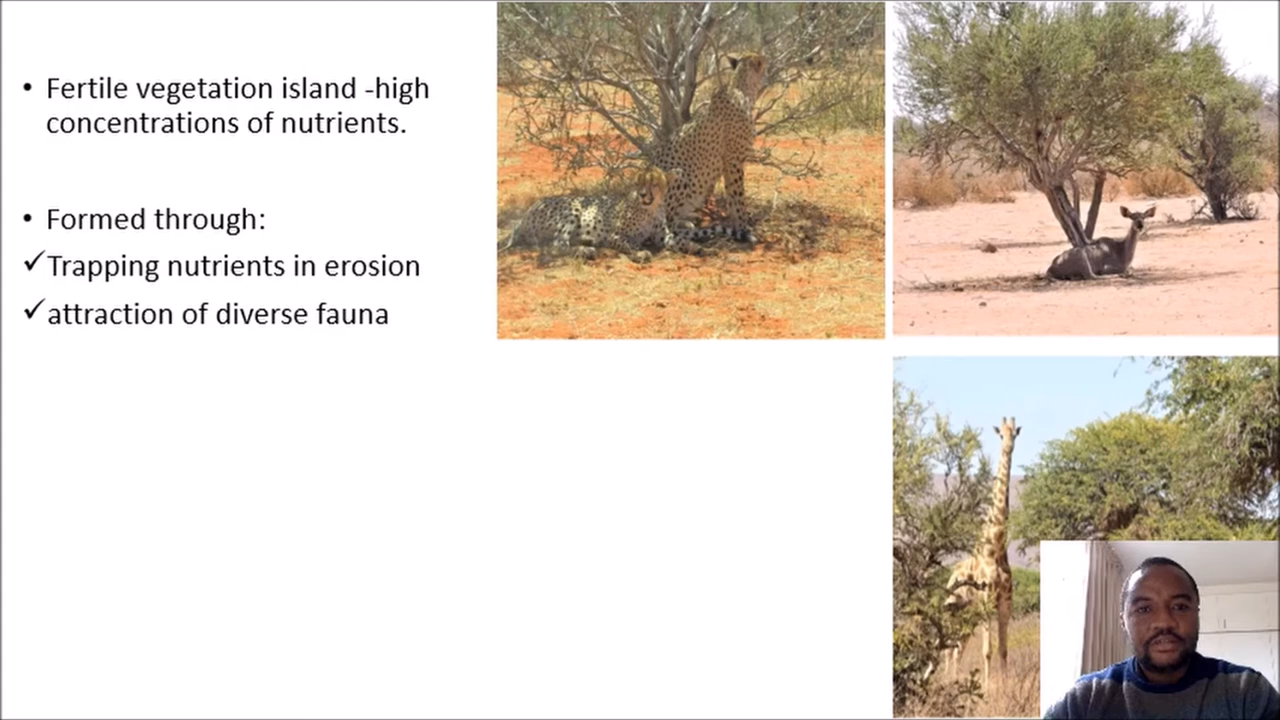 • Fertile vegetation island -high
concentrations of nutrients.
• Formed through:
✓Trapping nutrients in erosion
✓attraction of diverse fauna